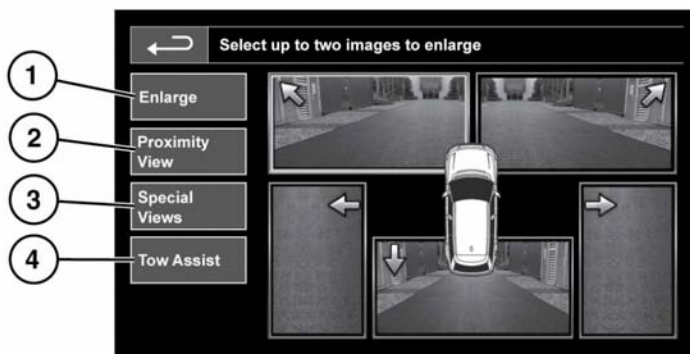 Select up to two images to enlarge
1
Enlarge
2
Proximity
View
3
Special
Views
4
Tow Assist